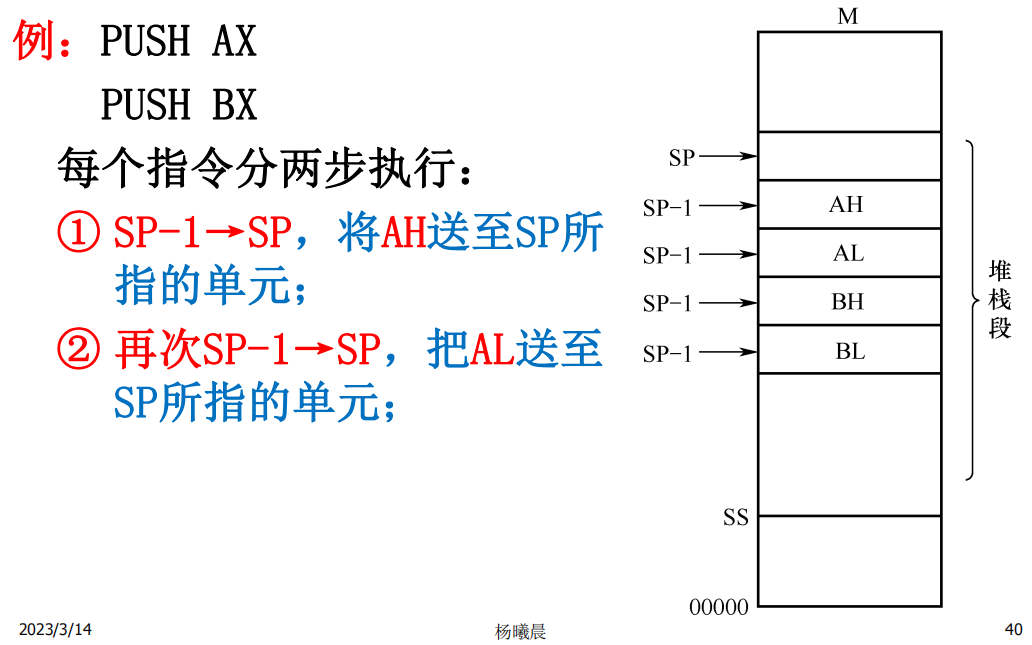 例：PUSH AX
PUSH BX
每个指令分两步执行：
① SP-1→SP，将AH送至SP所
指的单元；
② 再次SP-1→SP，把AL送至
SP所指的单元；
M
SP
SP-1
AH
SP-1
AL
SP-1
BH
SP-1
BL
堆
栈
段
SS
00000
2023/3/14
杨曦晨
40